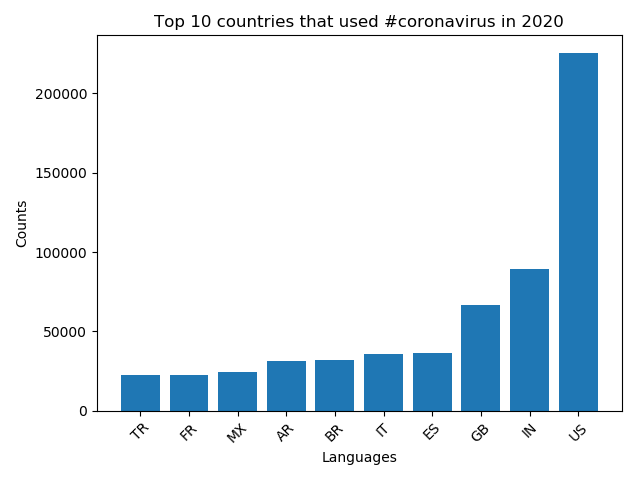 Top 10 countries that used #coronavirus in 2020
Counts
200000
150000
100000
50000
0
TR FR MX AR BR IT ES GB IN US
Languages